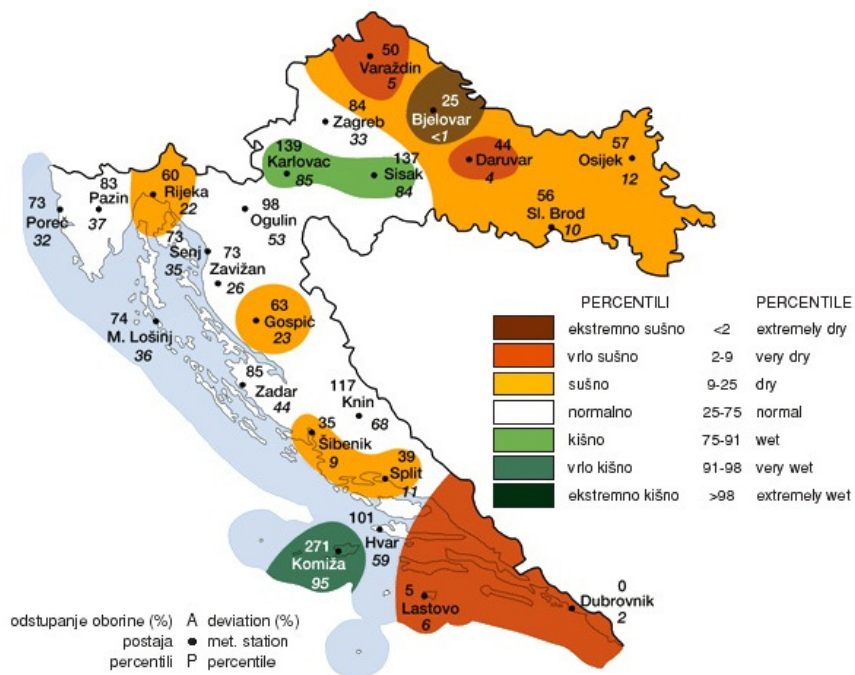 50
Varaždin
5
25
Bjelovar
<1
84
Zagreb
33
44
Daruvar
4
57
Osijek
12
139
Karlovac
85
137
Sisak
84
56
Sl. Brod
10
83
Pazin
37
60
Rijeka
22
73
Poreč
32
98
Ogulin
53
73
Senj
35
73
Zavižan
26
63
Gospić
23
74
M. Lošinj
36
85
Zadar
44
117
Knin
68
35
Šibenik
9
39
Split
11
101
Hvar
59
271
Komiža
95
5
Lastovo
6
0
Dubrovnik
2
PERCENTILI PERCENTILE
ekstremno sušno <2 extremely dry
vrlo sušno 2-9 very dry
sušno 9-25 dry
normalno 25-75 normal
kišno 75-91 wet
vrlo kišno 91-98 very wet
ekstremno kišno >98 extremely wet
odstupanje oborine (%) A deviation (%)
postaja ● met. station
percentili P percentile